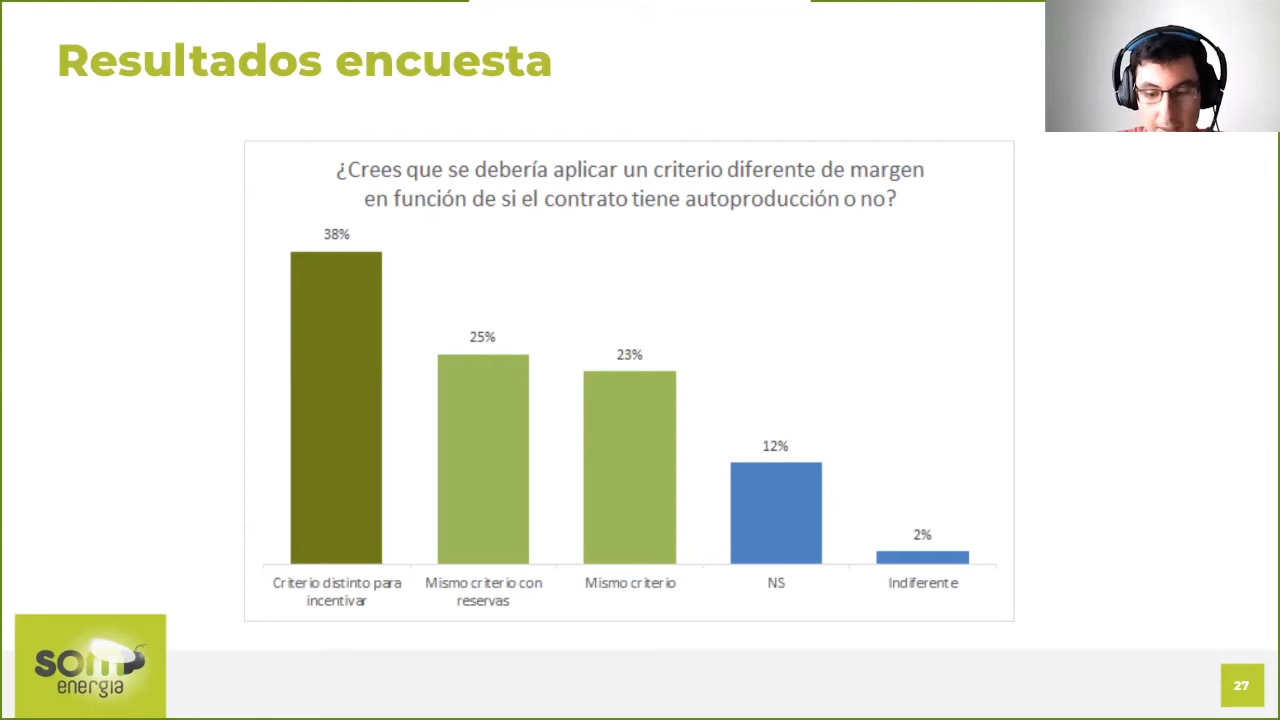 Resultados encuesta
¿Crees que se debería aplicar un criterio diferente de margen
en función de si el contrato tiene autoproducción o no?
38%
25%
23%
12%
2%
Criterio distinto para
incentivar
Mismo criterio con
reservas
Mismo criterio
NS
Indiferente
som
energia
27